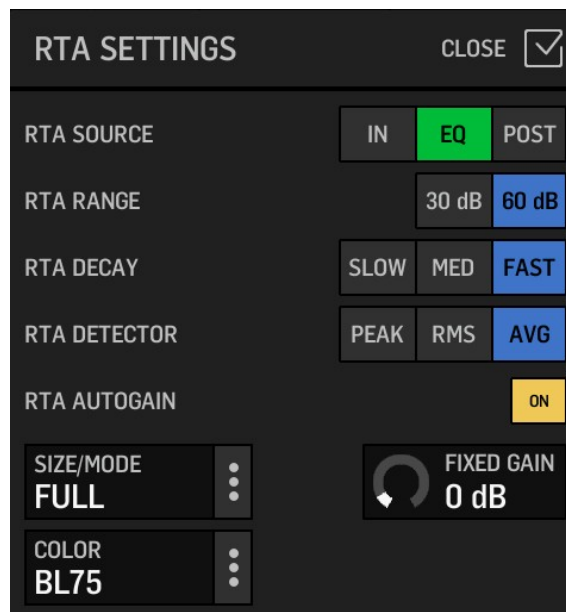 RTA SETTINGS CLOSE
RTA SOURCE IN EQ POST
RTA RANGE 30 dB 60 dB
RTA DECAY SLOW MED FAST
RTA DETECTOR PEAK RMS AVG
RTA AUTOGAIN ON
SIZE/MODE
FULL
FIXED GAIN
0 dB
COLOR
BL75